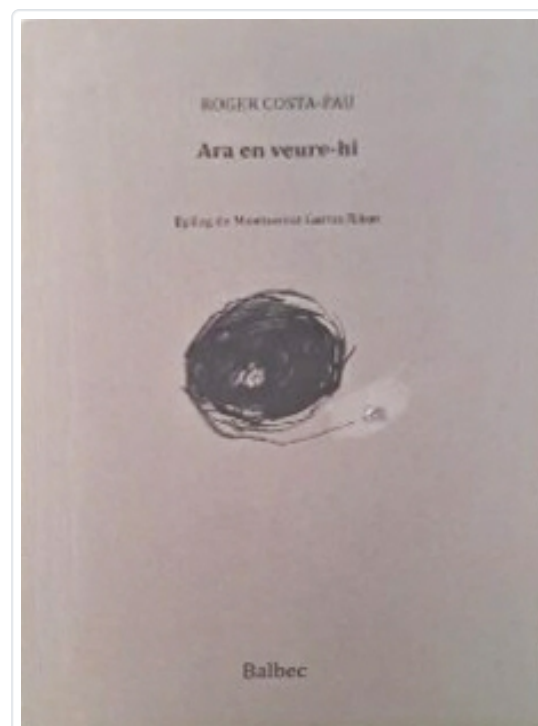 ROGER COSTA-PAU
Ara en veure-hi
Epíleg de Montserrat
Balbec